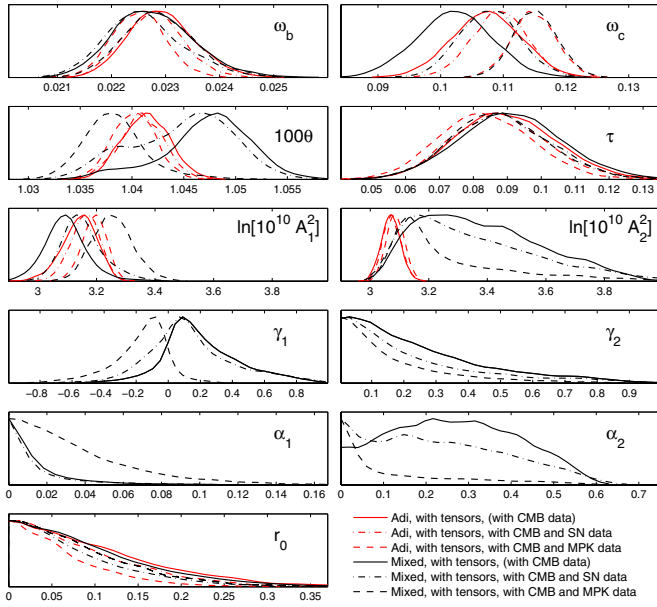 ω_b
0.021 0.022 0.023 0.024 0.025
ω_c
0.09 0.1 0.11 0.12 0.13
100θ
1.03 1.035 1.04 1.045 1.05 1.055
τ
0.05 0.06 0.07 0.08 0.09 0.1 0.11 0.12 0.13
ln[10^10 A_1^2]
3 3.2 3.4 3.6 3.8
ln[10^10 A_2^2]
3 3.2 3.4 3.6 3.8
γ_1
−0.8 −0.6 −0.4 −0.2 0 0.2 0.4 0.6 0.8
γ_2
0.1 0.2 0.3 0.4 0.5 0.6 0.7 0.8 0.9
α_1
0 0.02 0.04 0.06 0.08 0.1 0.12 0.14 0.16
α_2
0 0.1 0.2 0.3 0.4 0.5 0.6 0.7
r_0
0 0.05 0.1 0.15 0.2 0.25 0.3 0.35
Adi, with tensors, (with CMB data)
Adi, with tensors, with CMB and SN data
Adi, with tensors, with CMB and MPK data
Mixed, with tensors, (with CMB data)
Mixed, with tensors, with CMB and SN data
Mixed, with tensors, with CMB and MPK data